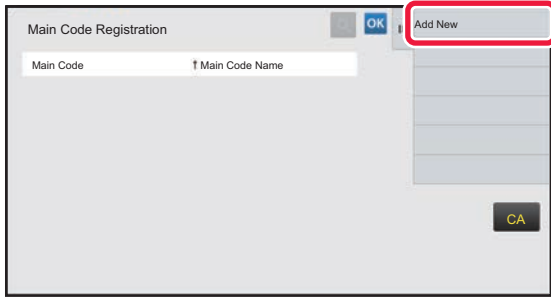 Main Code Registration
OK
Add New
Main Code
Main Code Name
CA